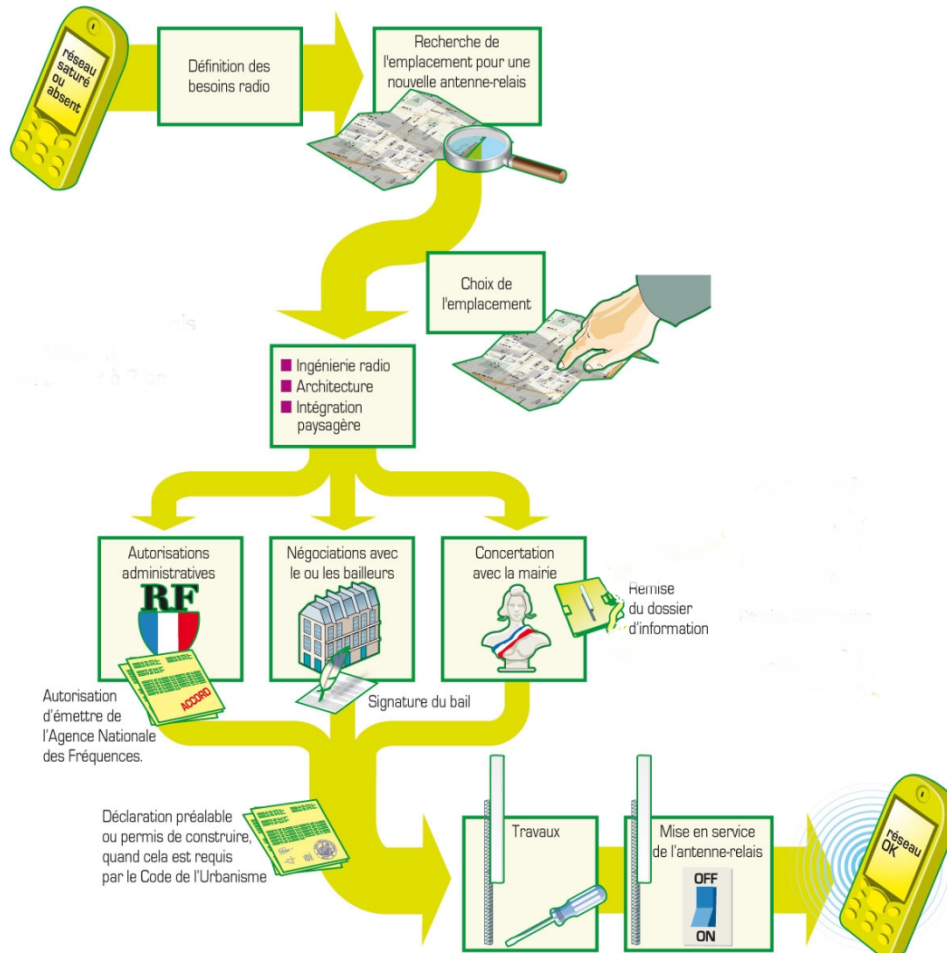 réseau
saturé
ou
absent
Définition des
besoins radio
Recherche de
l'emplacement pour une
nouvelle antenne-relais
Choix de
l'emplacement
Ingénierie radio
Architecture
Intégration
paysagère
Autorisations
administratives
RF
Négociations avec
le ou les bailleurs
Concertation
avec la mairie
Remise
du dossier
d'information
ACCORD
Autorisation
d'émettre de
l'Agence Nationale
des Fréquences.
Signature du bail
Déclaration préalable
ou permis de construire,
quand cela est requis
par le Code de l'Urbanisme
Travaux
Mise en service
de l'antenne-relais
OFF
ON
réseau
OK